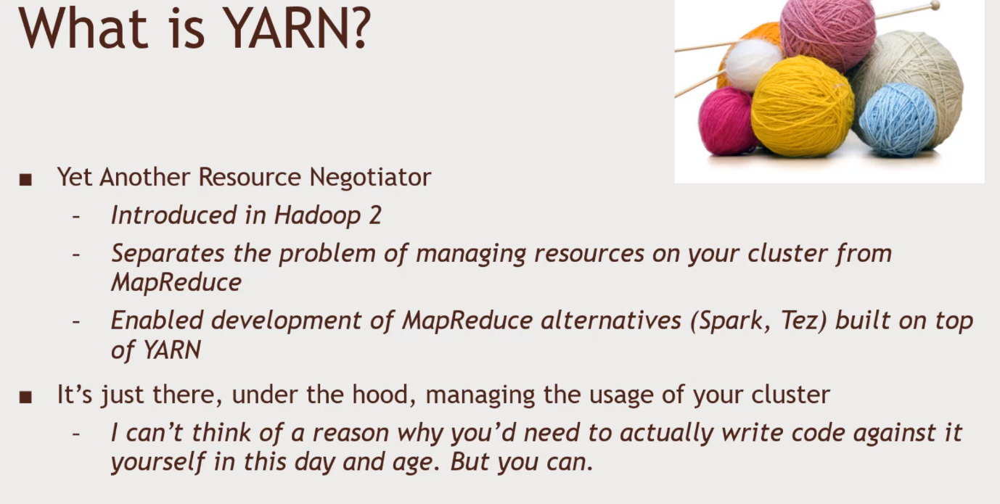 What is YARN?
■ Yet Another Resource Negotiator
– Introduced in Hadoop 2
– Separates the problem of managing resources on your cluster from
MapReduce
– Enabled development of MapReduce alternatives (Spark, Tez) built on top
of YARN
■ It’s just there, under the hood, managing the usage of your cluster
– I can’t think of a reason why you’d need to actually write code against it
yourself in this day and age. But you can.